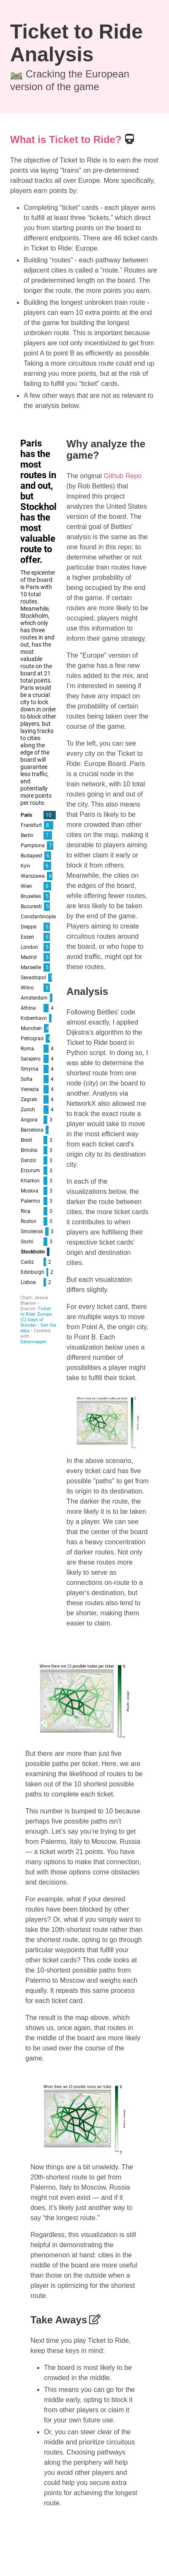 Ticket to Ride
Analysis
🛤️ Cracking the European
version of the game
What is Ticket to Ride?
The objective of Ticket to Ride is to earn the most
points via laying "trains" on pre-determined
railroad tracks all over Europe. More specifically,
players earn points by:
Completing "ticket" cards - each player aims
to fulfill at least three "tickets," which direct
you from starting points on the board to
different endpoints. There are 46 ticket cards
in Ticket to Ride: Europe.
Building "routes" - each pathway between
adjacent cities is called a "route." Routes are
of predetermined length on the board. The
longer the route, the more points you earn.
Building the longest unbroken train route -
players can earn 10 extra points at the end
of the game for building the longest
unbroken route. This is important because
players are not only incentivized to get from
point A to point B as efficiently as possible.
Taking a more circuitous route could end up
earning you more points, but at the risk of
failing to fulfill you "ticket" cards.
A few other ways that are not as relevant to
the analysis below.
Paris
has the
most
routes in
and out,
but
Stockhol
has the
most
valuable
route to
offer.
The epicenter
of the board
is Paris with
10 total
routes.
Meanwhile,
Stockholm,
which only
has three
routes in and
out, has the
most
valuable
route on the
board at 21
total points.
Paris would
be a crucial
city to lock
down in order
to block other
players, but
laying tracks
to cities
along the
edge of the
board will
guarantee
less traffic,
and
potentially
more points
per route.
Paris 10
Frankfurt 8
Berlin 7
Pamplona 7
Budapest 6
Kyiv 6
Warszawa 6
Wien 6
Bruxelles 5
Bucuresti 5
Constantinople
Dieppe 5
Essen 5
London 5
Madrid 5
Marseille 5
Sevastopol
Wilno 5
Amsterdam
Athina 4
Kobenhavn
Munchen 4
Petrograd 4
Roma 4
Sarajevo 4
Smyrna 4
Sofia 4
Venezia 4
Zagrab 4
Zurich 4
Angora 3
Barcelona
Brest 3
Brindisi 3
Danzic 3
Erzurum 3
Kharkov 3
Moskva 3
Palermo 3
Rica 3
Rostov 3
Smolensk 3
Sochi 3
Stockholm
Cadiz 2
Edinburgh 2
Lisboa 2
Chart: Jessie
Blaeser •
Source: Ticket
to Ride: Europe
(C) Days of
Wonder • Get the
data • Created
with
Datawrapper
Why analyze the
game?
The original Github Repo
(by Rob Bettles) that
inspired this project
analyzes the United States
version of the board. The
central goal of Bettles'
analysis is the same as the
one found in this repo: to
determine whether or not
particular train routes have
a higher probability of
being occupied by the end
of the game. If certain
routes are more likely to be
occupied, players might
use this information to
inform their game strategy.
The "Europe" version of
the game has a few new
rules added to the mix, and
I'm interested in seeing if
they have any impact on
the probability of certain
routes being taken over the
course of the game.
To the left, you can see
every city on the Ticket to
Ride: Europe Board. Paris
is a crucial node in the
train network, with 10 total
routes going in and out of
the city. This also means
that Paris is likely to be
more crowded than other
cities on the map, making it
desirable to players aiming
to either claim it early or
block it from others.
Meanwhile, the cities on
the edges of the board,
while offering fewer routes,
are less likely to be taken
by the end of the game.
Players aiming to pursue
circuitous routes around
the board, or who hope to
avoid traffic, might opt for
these routes.
Analysis
Following Bettles' code
almost exactly, I applied
Dijkstra's algorithm to the
Ticket to Ride board in
Python script. In doing so, I
was able to determine the
shortest route from one
node (city) on the board to
another. Analysis via
NetworkX also allowed me
to track the exact route a
player would take to move
in the most efficient way
from each ticket card's
origin city to its destination
city.
In each of the
visualizations below, the
darker the route between
cities, the more ticket cards
it contributes to when
players are fulfilling their
respective ticket cards'
origin and destination
cities.
But each visualization
differs slightly.
For every ticket card, there
are multiple ways to move
from Point A, the origin city,
to Point B. Each
visualization below uses a
different number of
possibilities a player might
take to fulfill their ticket.
In the above scenario,
every ticket card has five
possible "paths" to get from
its origin to its destination.
The darker the route, the
more likely it is to be taken
by a player. We can see
that the center of the board
has a heavy concentration
of darker routes. Not only
are these routes more
likely to serve as
connections on-route to a
player's destination, but
these routes also tend to
be shorter, making them
easier to claim.
But there are more than just five
possible paths per ticket. Here, we are
examining the likelihood of routes to be
taken out of the 10 shortest possible
paths to complete each ticket.
This number is bumped to 10 because
perhaps five possible paths isn't
enough. Let's say you're trying to get
from Palermo, Italy to Moscow, Russia
— a ticket worth 21 points. You have
many options to make that connection,
but with those options come obstacles
and decisions.
For example, what if your desired
routes have been blocked by other
players? Or, what if you simply want to
take the 10th-shortest route rather than
the shortest route, opting to go through
particular waypoints that fulfill your
other ticket cards? This code looks at
the 10-shortest possible paths from
Palermo to Moscow and weighs each
equally. It repeats this same process
for each ticket card.
The result is the map above, which
shows us, once again, that routes in
the middle of the board are more likely
to be used over the course of the
game.
Now things are a bit unwieldy. The
20th-shortest route to get from
Palermo, Italy to Moscow, Russia
might not even exist — and if it
does, it's likely just another way to
say "the longest route."
Regardless, this visualization is still
helpful in demonstrating the
phenomenon at hand: cities in the
middle of the board are more useful
than those on the outside when a
player is optimizing for the shortest
route.
Take Aways
Next time you play Ticket to Ride,
keep these keys in mind:
The board is most likely to be
crowded in the middle.
This means you can go for the
middle early, opting to block it
from other players or claim it
for your own future use.
Or, you can steer clear of the
middle and prioritize circuitous
routes. Choosing pathways
along the periphery will help
you avoid other players and
could help you secure extra
points for achieving the longest
route.